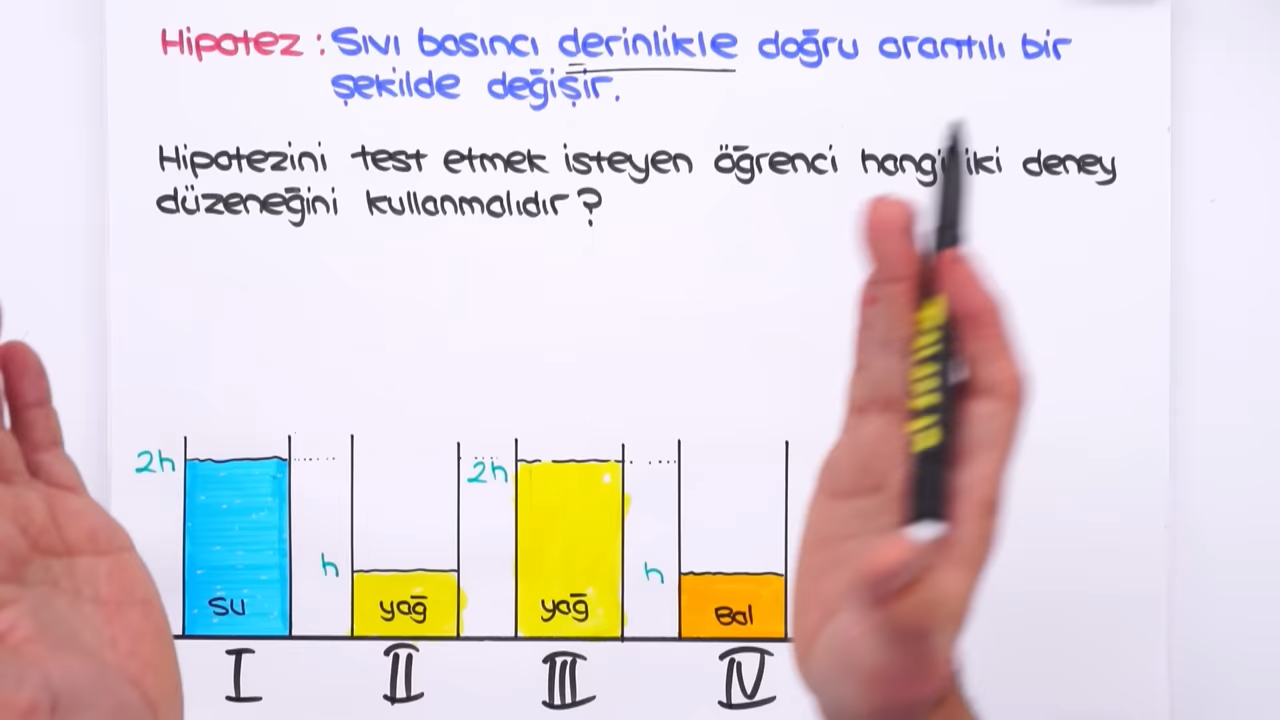 Hipotez : Sıvı basıncı derinlikle doğru orantılı bir
şekilde değişir.
Hipotezini test etmek isteyen öğrenci hangi iki deney
düzeneğini kullanmalıdır?
2h
2h
h
h
su
yağ
yağ
Bal
I
II
III
IV